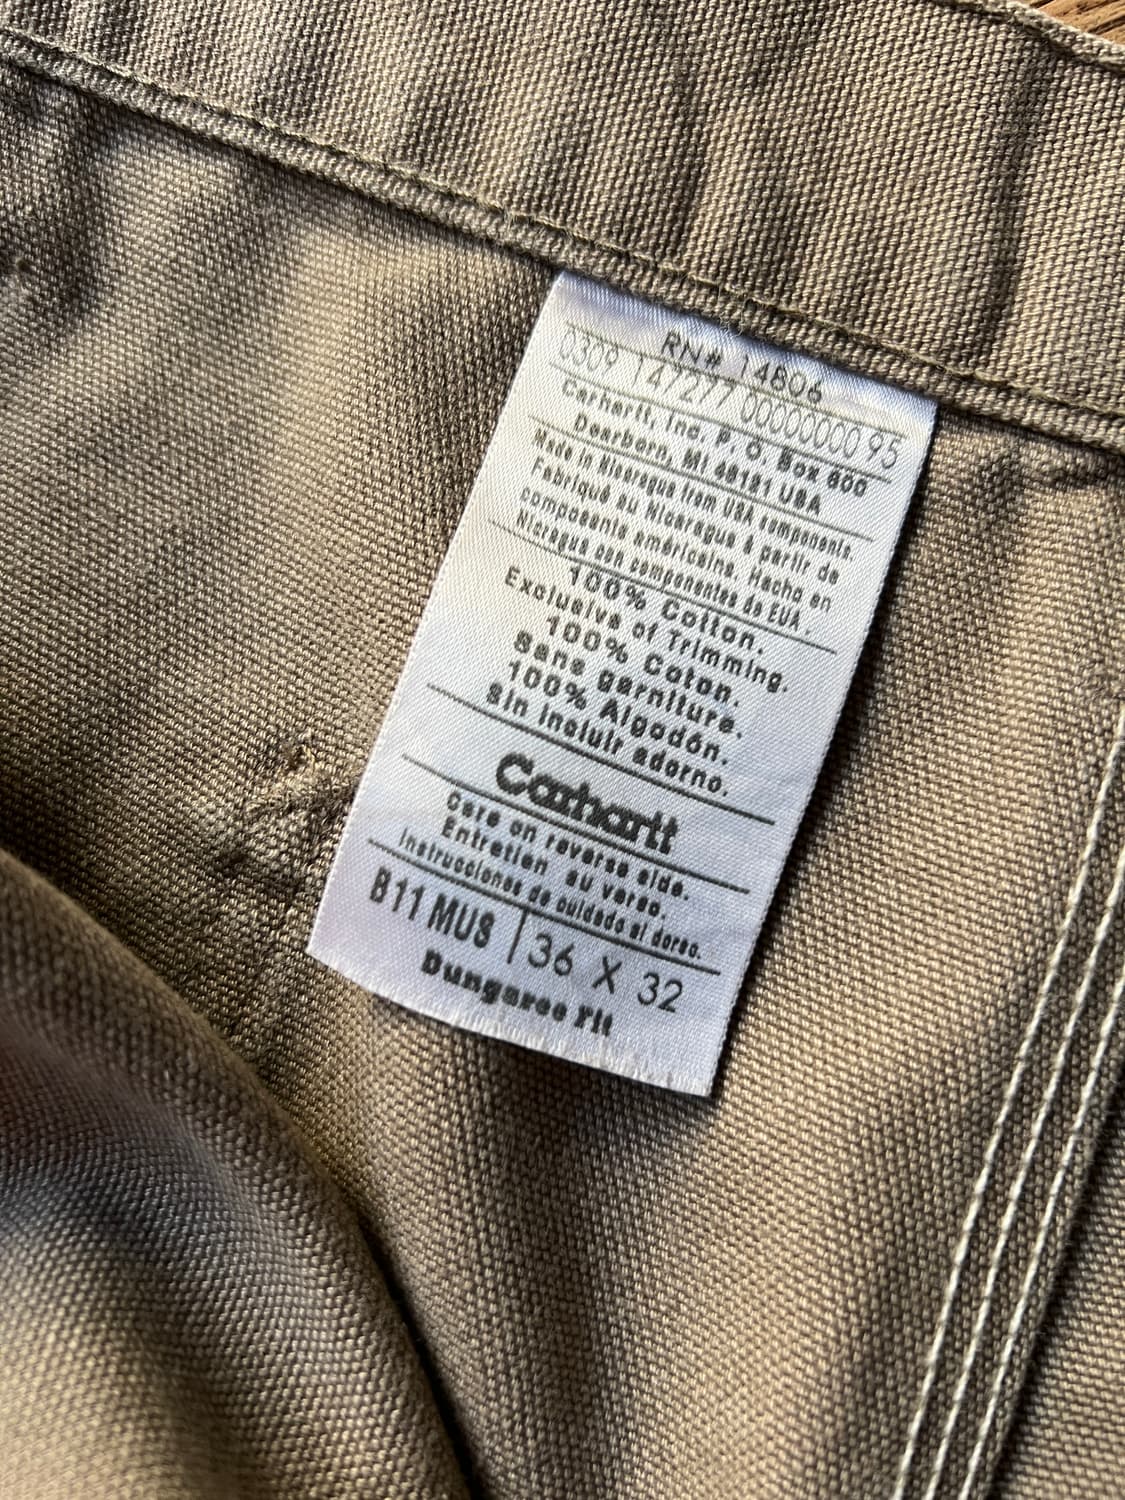 RN# 14806
0309 147277 00000000 95
Carhartt, Inc. P. O. Box 600
Dearborn, MI 48121 USA
Made in Nicaragua from USA components.
Fabriqué au Nicaragua à partir de
composants américains. Hecho en
Nicaragua con componentes de EUA.
100% Cotton.
Exclusive of Trimming.
100% Coton.
Sans garniture.
100% Algodón.
Sin incluir adorno.
Carhartt
Care on reverse side.
Entretien au verso.
Instrucciones de cuidado al dorso.
B11 MUS 36 X 32
Dungaree Fit